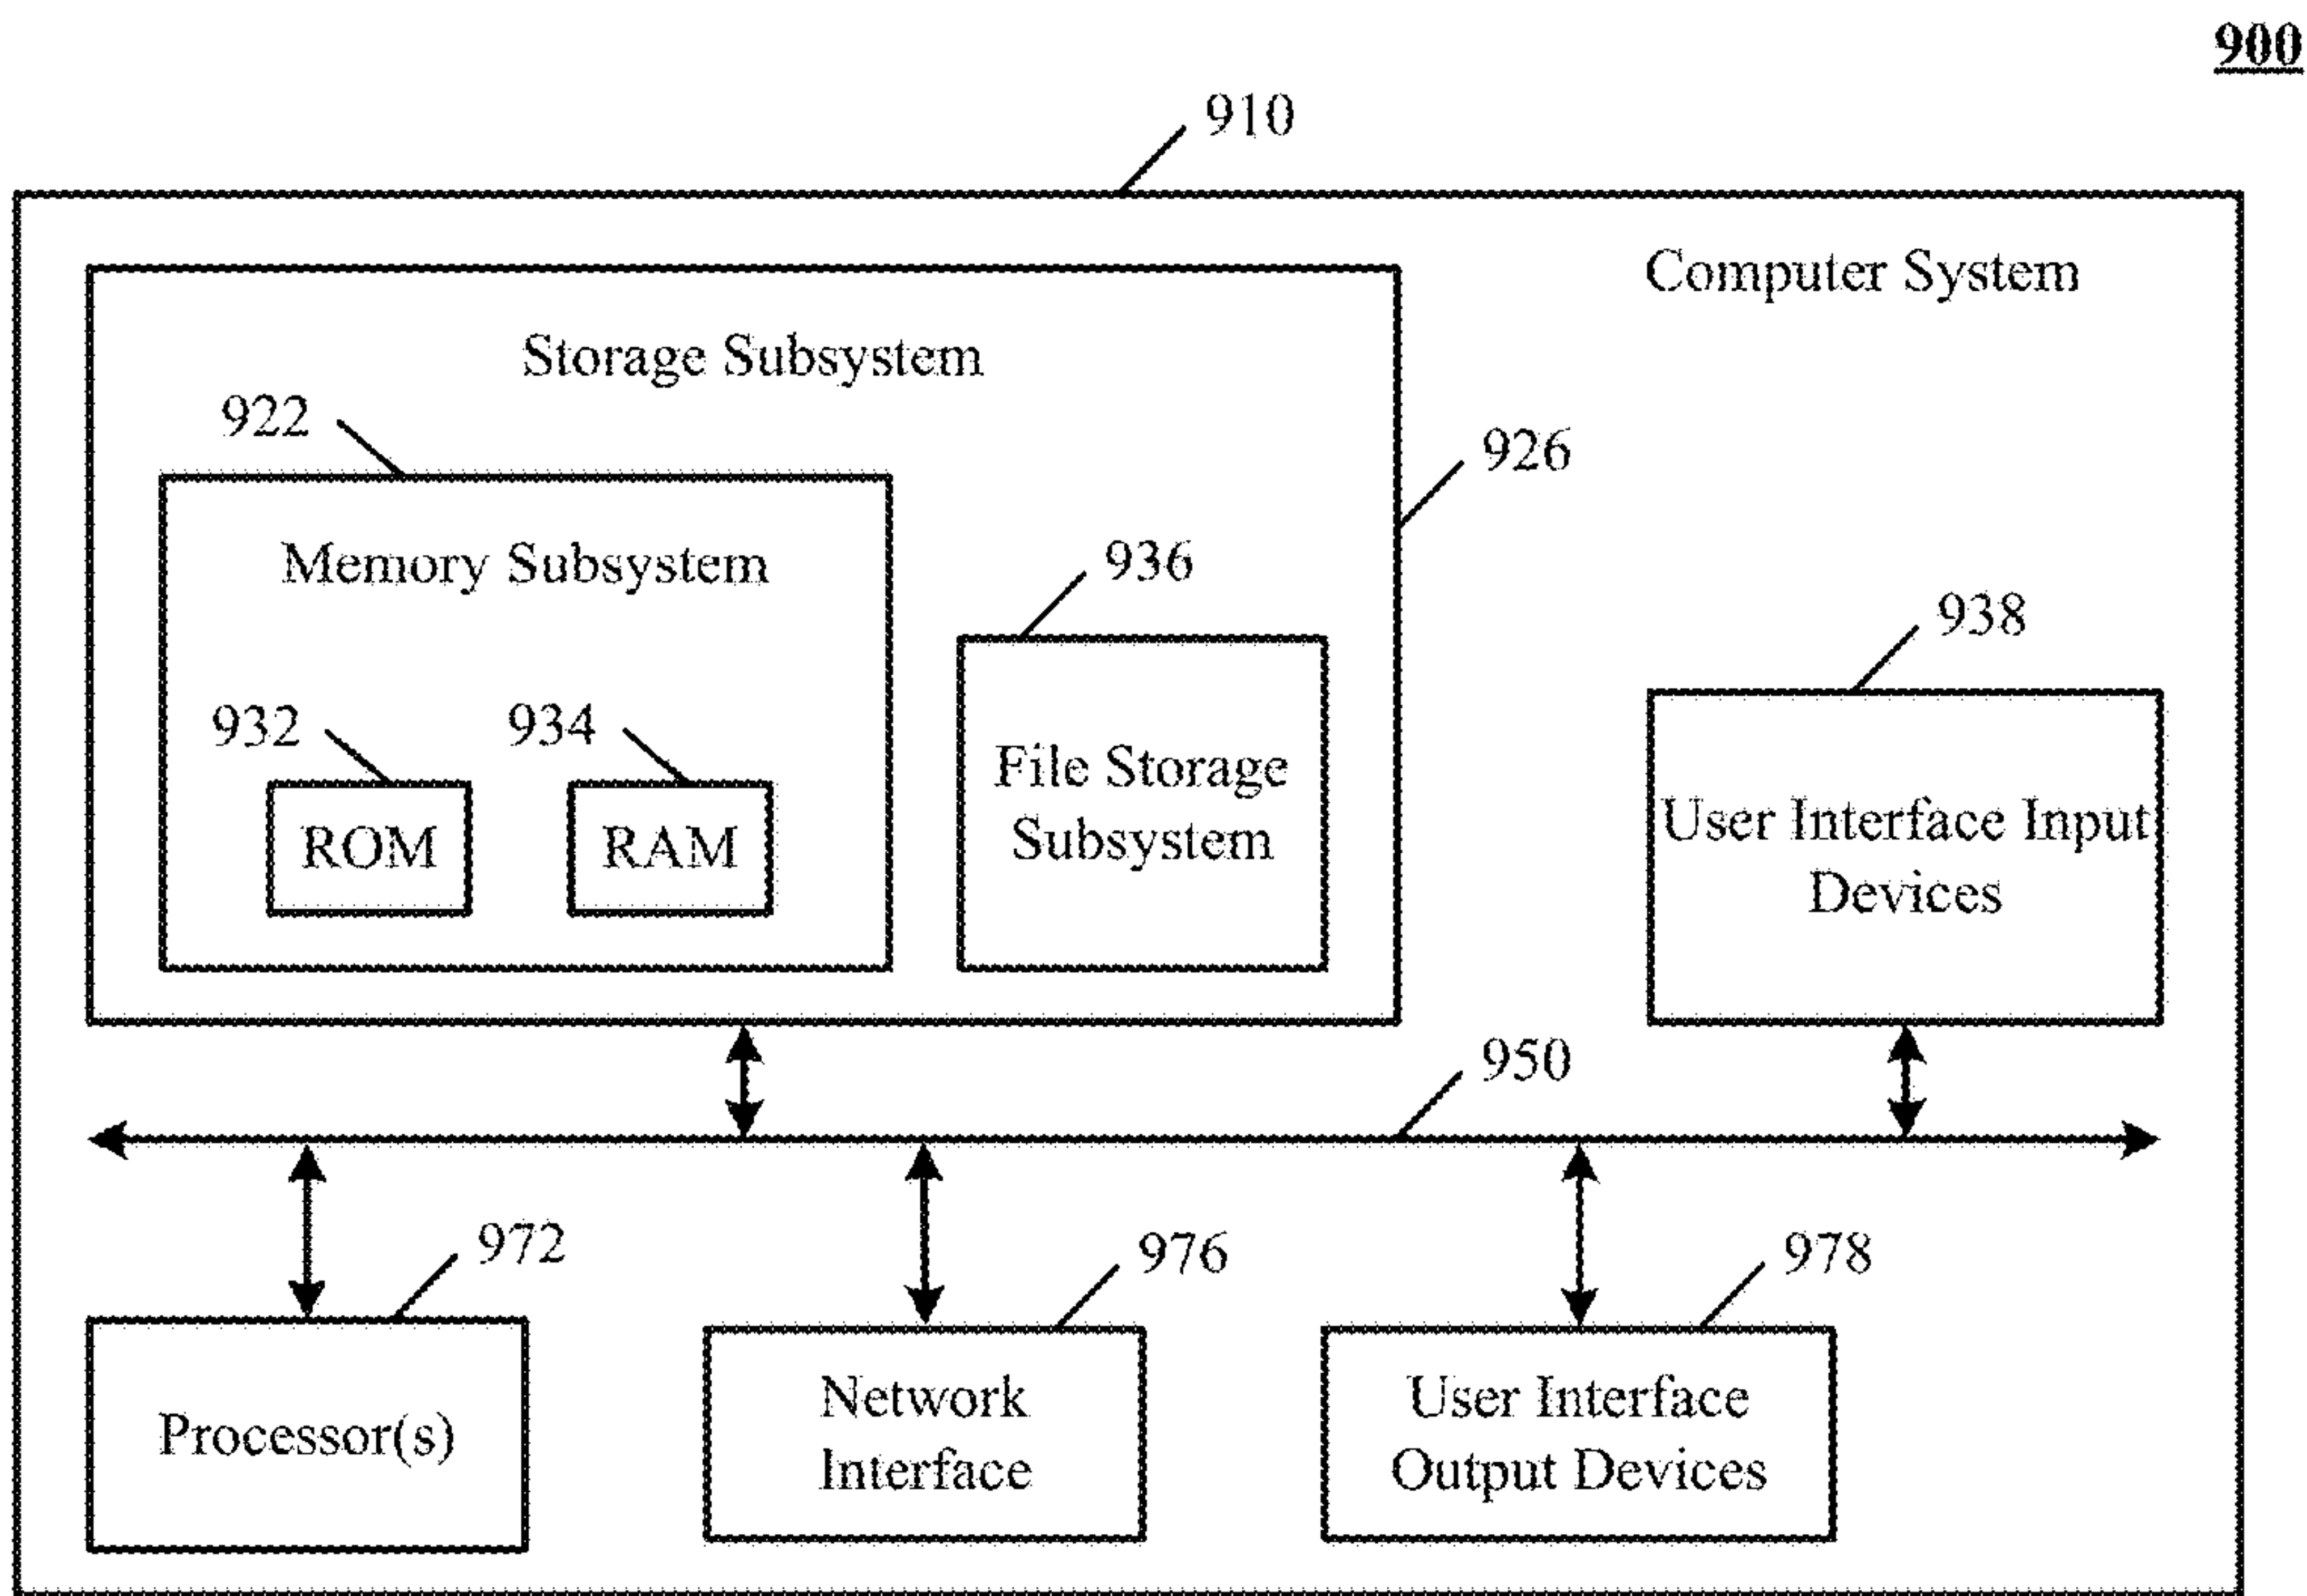 900
910
Computer System
Storage Subsystem
922
926
Memory Subsystem
936
938
932
934
File Storage
Subsystem
ROM
RAM
User Interface Input
Devices
950
972
976
978
Processor(s)
Network
Interface
User Interface
Output Devices